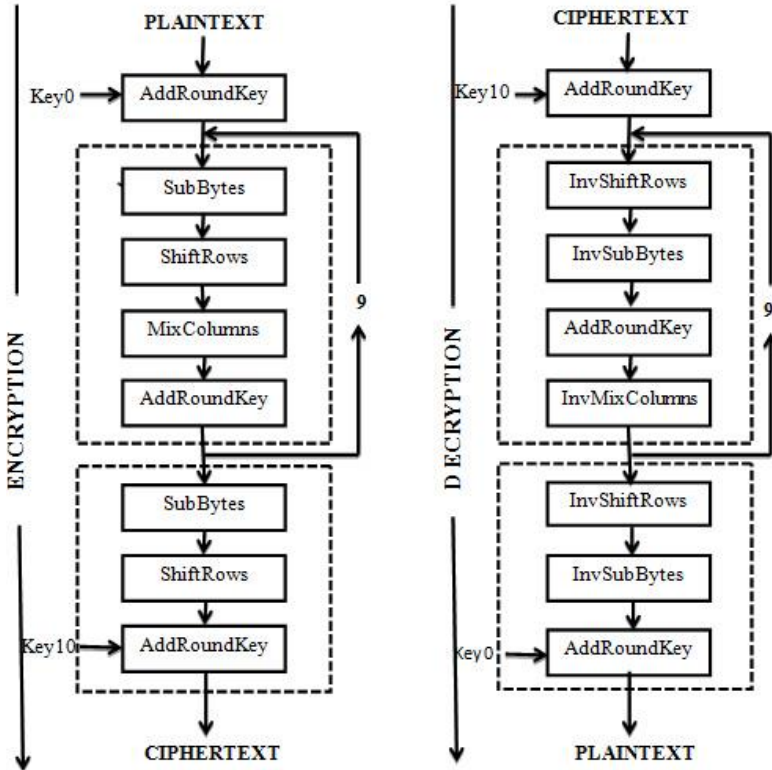 PLAINTEXT
Key0
AddRoundKey
SubBytes
ShiftRows
MixColumns
AddRoundKey
9
SubBytes
ShiftRows
Key10
AddRoundKey
CIPHERTEXT
ENCRYPTION
CIPHERTEXT
Key10
AddRoundKey
InvShiftRows
InvSubBytes
AddRoundKey
InvMixColumns
9
InvShiftRows
InvSubBytes
Key0
AddRoundKey
PLAINTEXT
DECRYPTION